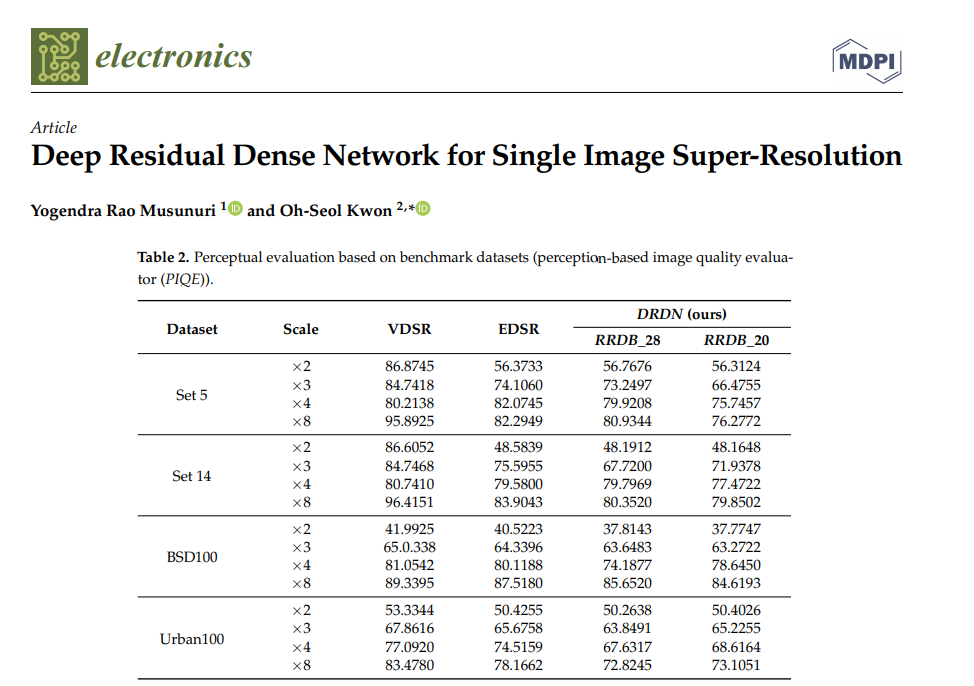 electronics
MDPI
Article
Deep Residual Dense Network for Single Image Super-Resolution
Yogendra Rao Musunuri 1 iD and Oh-Seol Kwon 2,* iD
Table 2. Perceptual evaluation based on benchmark datasets (perception-based image quality evalua-
tor (PIQE)).
Dataset Scale VDSR EDSR DRDN (ours)
RRDB_28 RRDB_20
Set 5
×2 86.8745 56.3733 56.7676 56.3124
×3 84.7418 74.1060 73.2497 66.4755
×4 80.2138 82.0745 79.9208 75.7457
×8 95.8925 82.2949 80.9344 76.2772
Set 14
×2 86.6052 48.5839 48.1912 48.1648
×3 84.7468 75.5955 67.7200 71.9378
×4 80.7410 79.5800 79.7969 77.4722
×8 96.4151 83.9043 80.3520 79.8502
BSD100
×2 41.9925 40.5223 37.8143 37.7747
×3 65.0.338 64.3396 63.6483 63.2722
×4 81.0542 80.1188 74.1877 78.6450
×8 89.3395 87.5180 85.6520 84.6193
Urban100
×2 53.3344 50.4255 50.2638 50.4026
×3 67.8616 65.6758 63.8491 65.2255
×4 77.0920 74.5159 67.6317 68.6164
×8 83.4780 78.1662 72.8245 73.1051